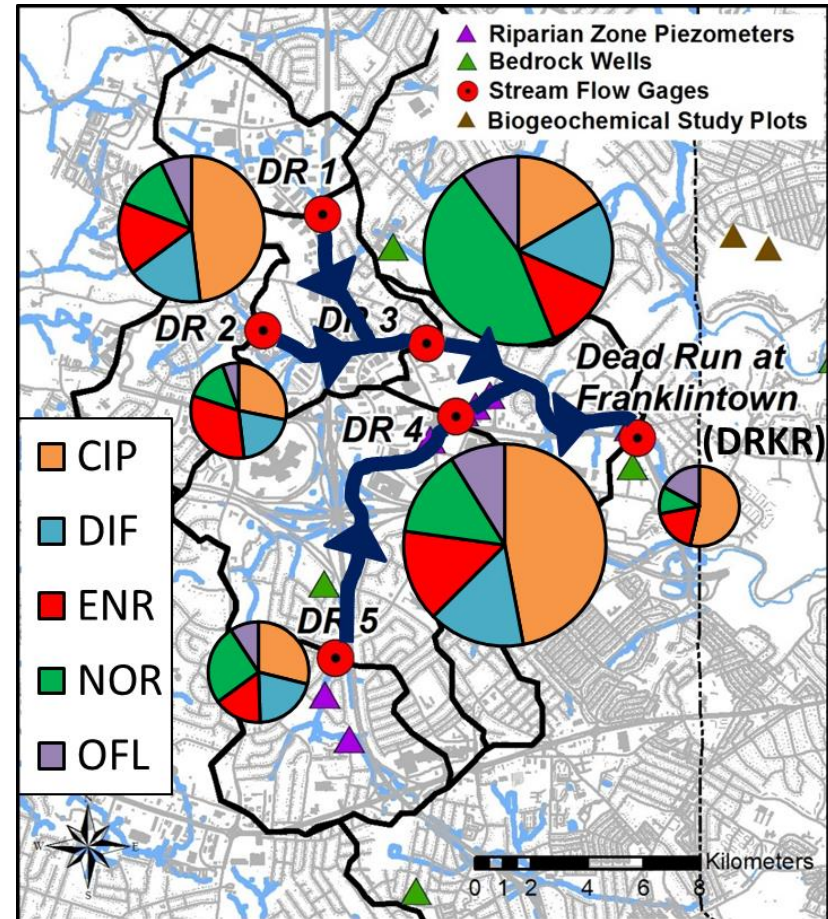 Riparian Zone Piezometers
Bedrock Wells
Stream Flow Gages
Biogeochemical Study Plots
DR 1
DR 2
DR 3
Dead Run at
Franklintown
(DRKR)
DR 4
CIP
DIF
ENR
NOR
OFL
DR 5
N
W E
S
Kilometers
0 1 2 4 6 8